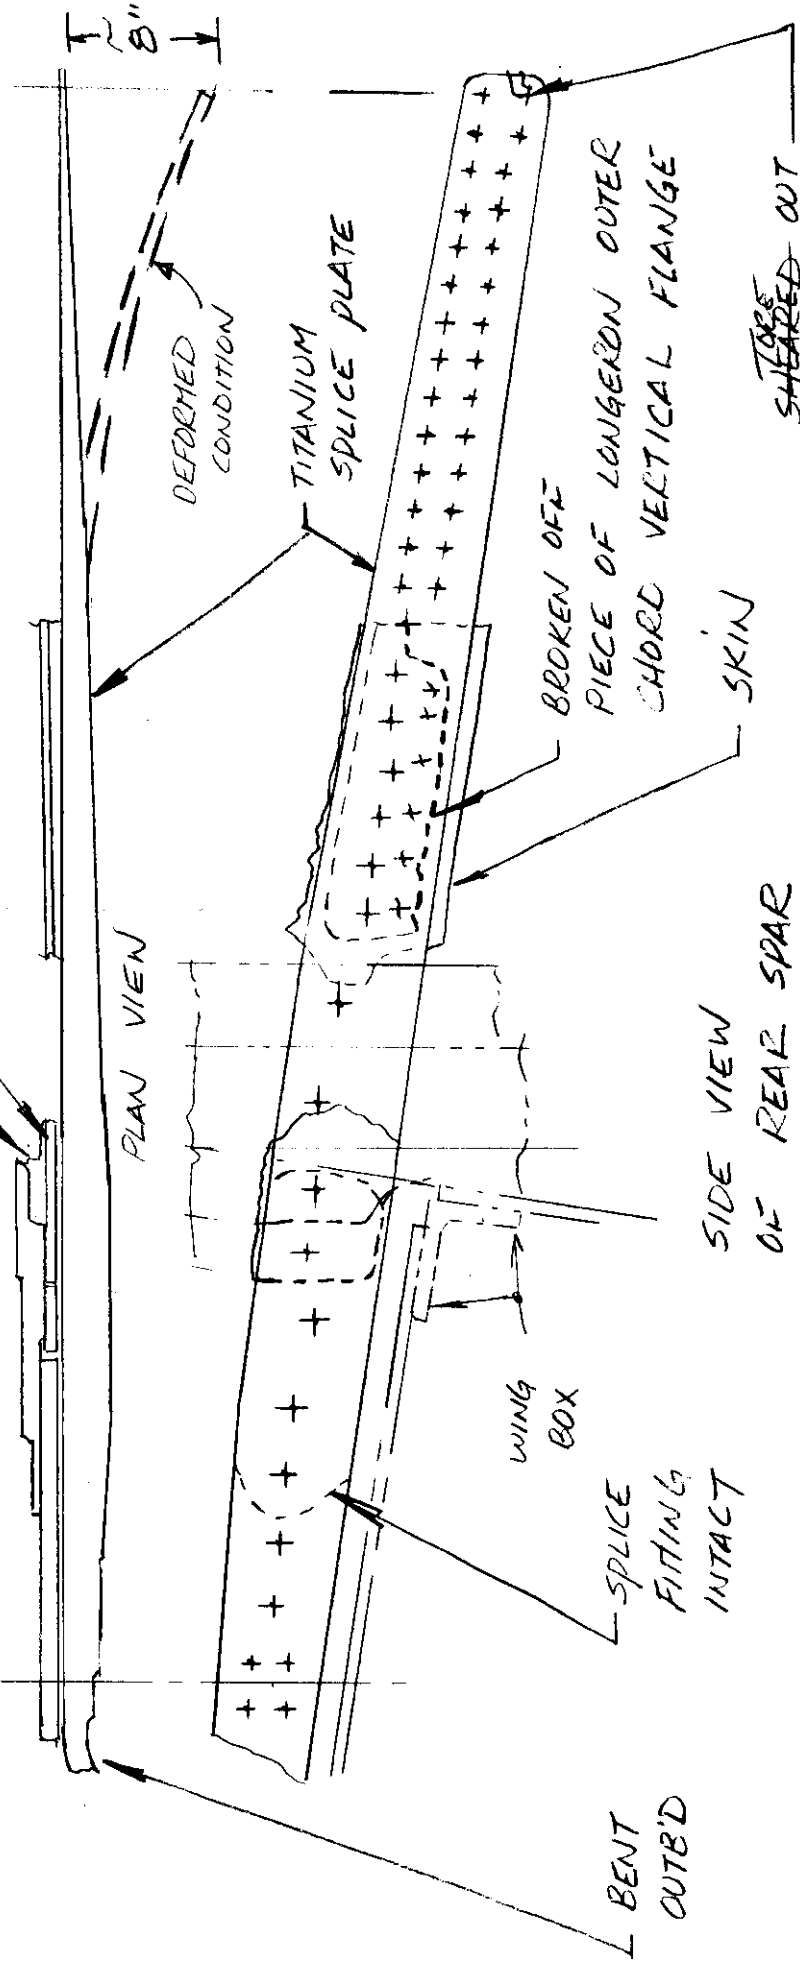 ~8"
DEFORMED
CONDITION
TITANIUM
SPLICE PLATE
PLAN VIEW
BROKEN OFF
PIECE OF LONGERON OUTER
CHORD VERTICAL FLANGE
TORE
SHEARED OUT
SKIN
SIDE VIEW
OF REAR SPAR
WING
BOX
SPLICE
FITTING
INTACT
BENT
OUTB'D